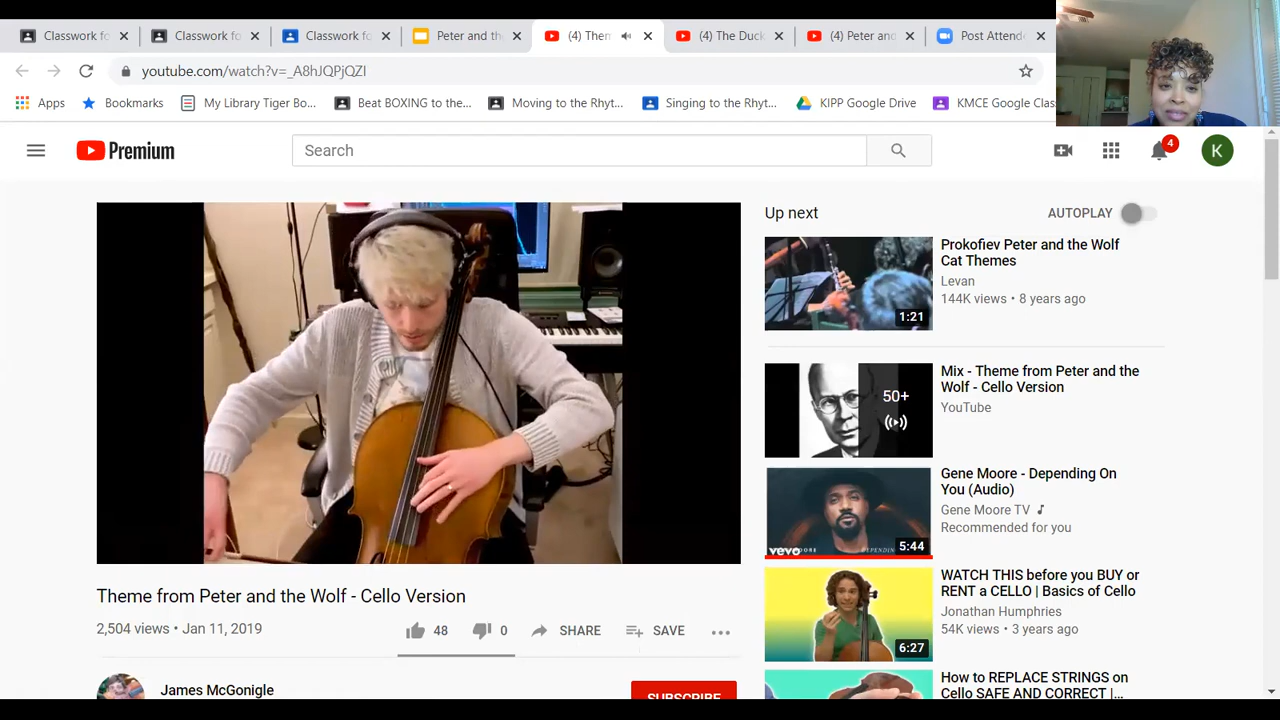 Classwork fo
Classwork fo
Classwork fo
Peter and th
(4) Then
(4) The Duck
(4) Peter and
Post Attende
youtube.com/watch?v=_A8hJQPjQZI
Apps
Bookmarks
My Library Tiger Bo...
Beat BOXING to the...
Moving to the Rhyt...
Singing to the Rhyt...
KIPP Google Drive
KMCE Google Clas
Premium
Search
4
K
Up next
AUTOPLAY
Prokofiev Peter and the Wolf
Cat Themes
Levan
144K views • 8 years ago
1:21
Mix - Theme from Peter and the
Wolf - Cello Version
YouTube
50+
Gene Moore - Depending On
You (Audio)
Gene Moore TV
Recommended for you
vevo
5:44
WATCH THIS before you BUY or
RENT a CELLO | Basics of Cello
Jonathan Humphries
54K views • 3 years ago
6:27
How to REPLACE STRINGS on
Cello SAFE AND CORRECT |...
Theme from Peter and the Wolf - Cello Version
2,504 views • Jan 11, 2019
48
0
SHARE
SAVE
James McGonigle
SUBSCRIBE